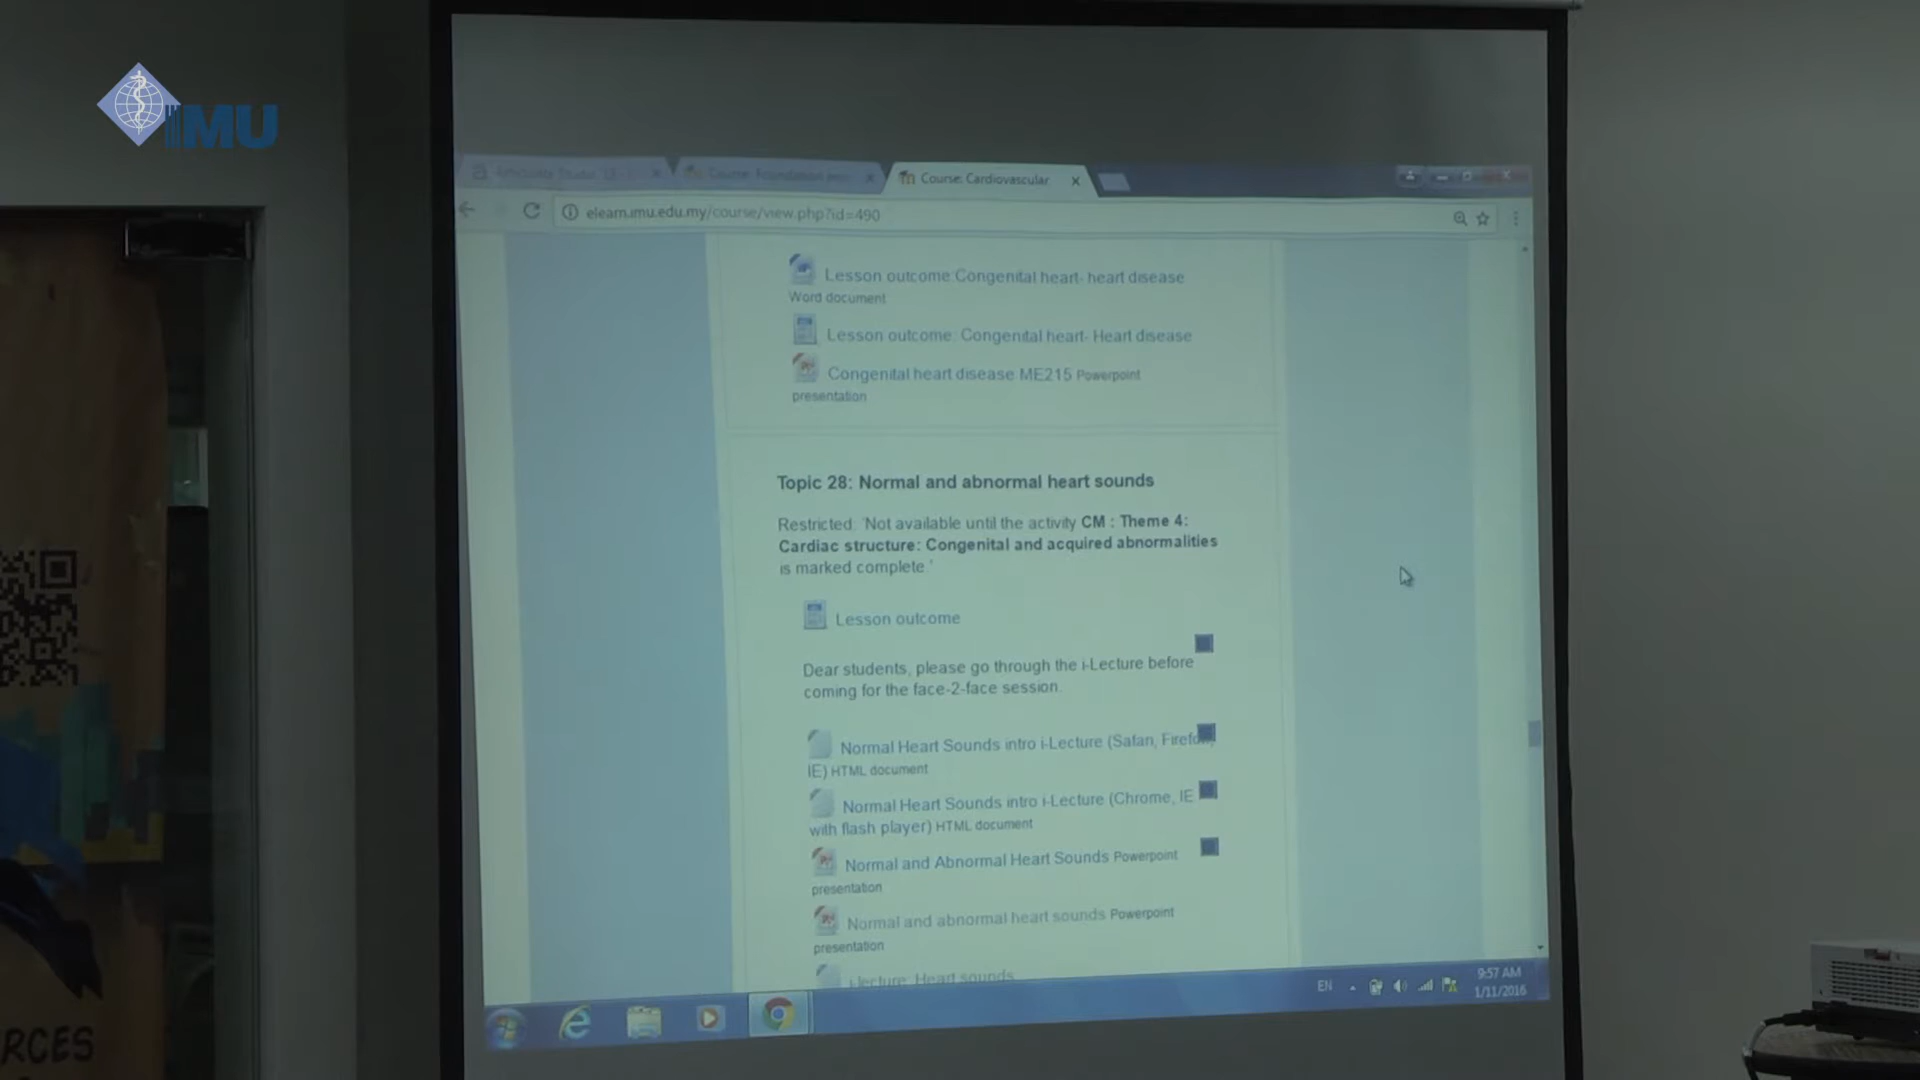 IMU
Course: Foundation
Course: Cardiovascular
elearn.imu.edu.my/course/view.php?id=490
Lesson outcome Congenital heart- heart disease
Word document
Lesson outcome: Congenital heart- Heart disease
Congenital heart disease ME215 Powerpoint
presentation
Topic 28: Normal and abnormal heart sounds
Restricted: 'Not available until the activity CM : Theme 4:
Cardiac structure: Congenital and acquired abnormalities
is marked complete.'
Lesson outcome
Dear students, please go through the i-Lecture before
coming for the face-2-face session.
Normal Heart Sounds intro i-Lecture (Safari, Firefox,
IE) HTML document
Normal Heart Sounds intro i-Lecture (Chrome, IE
with flash player) HTML document
Normal and Abnormal Heart Sounds Powerpoint
presentation
Normal and abnormal heart sounds Powerpoint
presentation
i-lecture: Heart sounds
EN
9:57 AM
1/11/2016
RCES